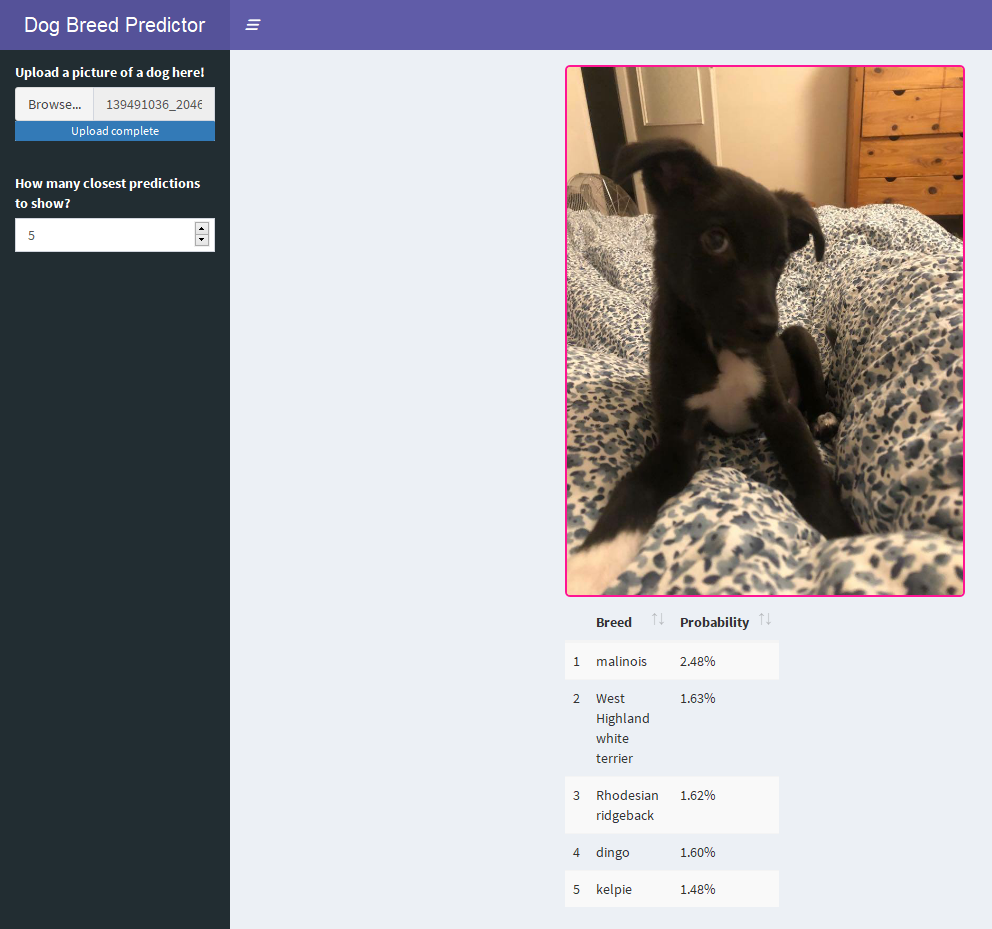 Dog Breed Predictor
Upload a picture of a dog here!
Browse...
139491036_2046
Upload complete
How many closest predictions
to show?
5
Breed Probability
1 malinois 2.48%
2 West 1.63%
Highland
white
terrier
3 Rhodesian 1.62%
ridgeback
4 dingo 1.60%
5 kelpie 1.48%